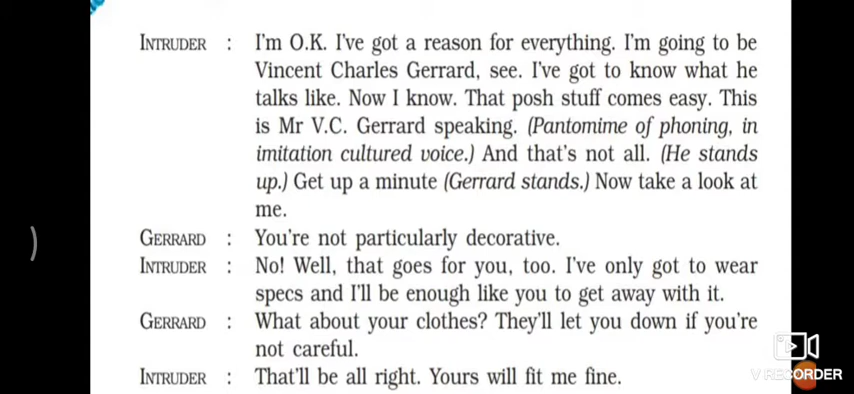 INTRUDER : I'm O.K. I've got a reason for everything. I'm going to be
Vincent Charles Gerrard, see. I've got to know what he
talks like. Now I know. That posh stuff comes easy. This
is Mr V.C. Gerrard speaking. (Pantomime of phoning, in
imitation cultured voice.) And that's not all. (He stands
up.) Get up a minute (Gerrard stands.) Now take a look at
me.
GERRARD : You're not particularly decorative.
INTRUDER : No! Well, that goes for you, too. I've only got to wear
specs and I'll be enough like you to get away with it.
GERRARD : What about your clothes? They'll let you down if you're
not careful.
INTRUDER : That'll be all right. Yours will fit me fine.
V RECORDER